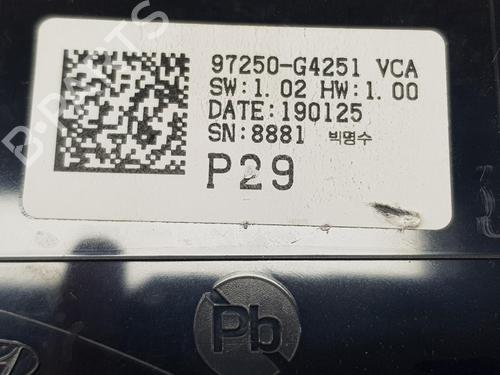 97250-G4251 VCA
SW:1.02 HW:1.00
DATE:190125
SN:8881 빅명수
P29
Pb